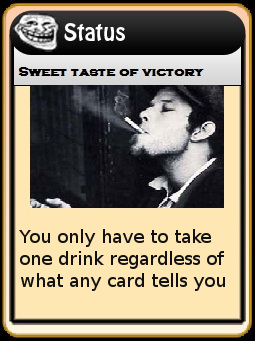 Status
Sweet taste of victory
You only have to take
one drink regardless of
what any card tells you